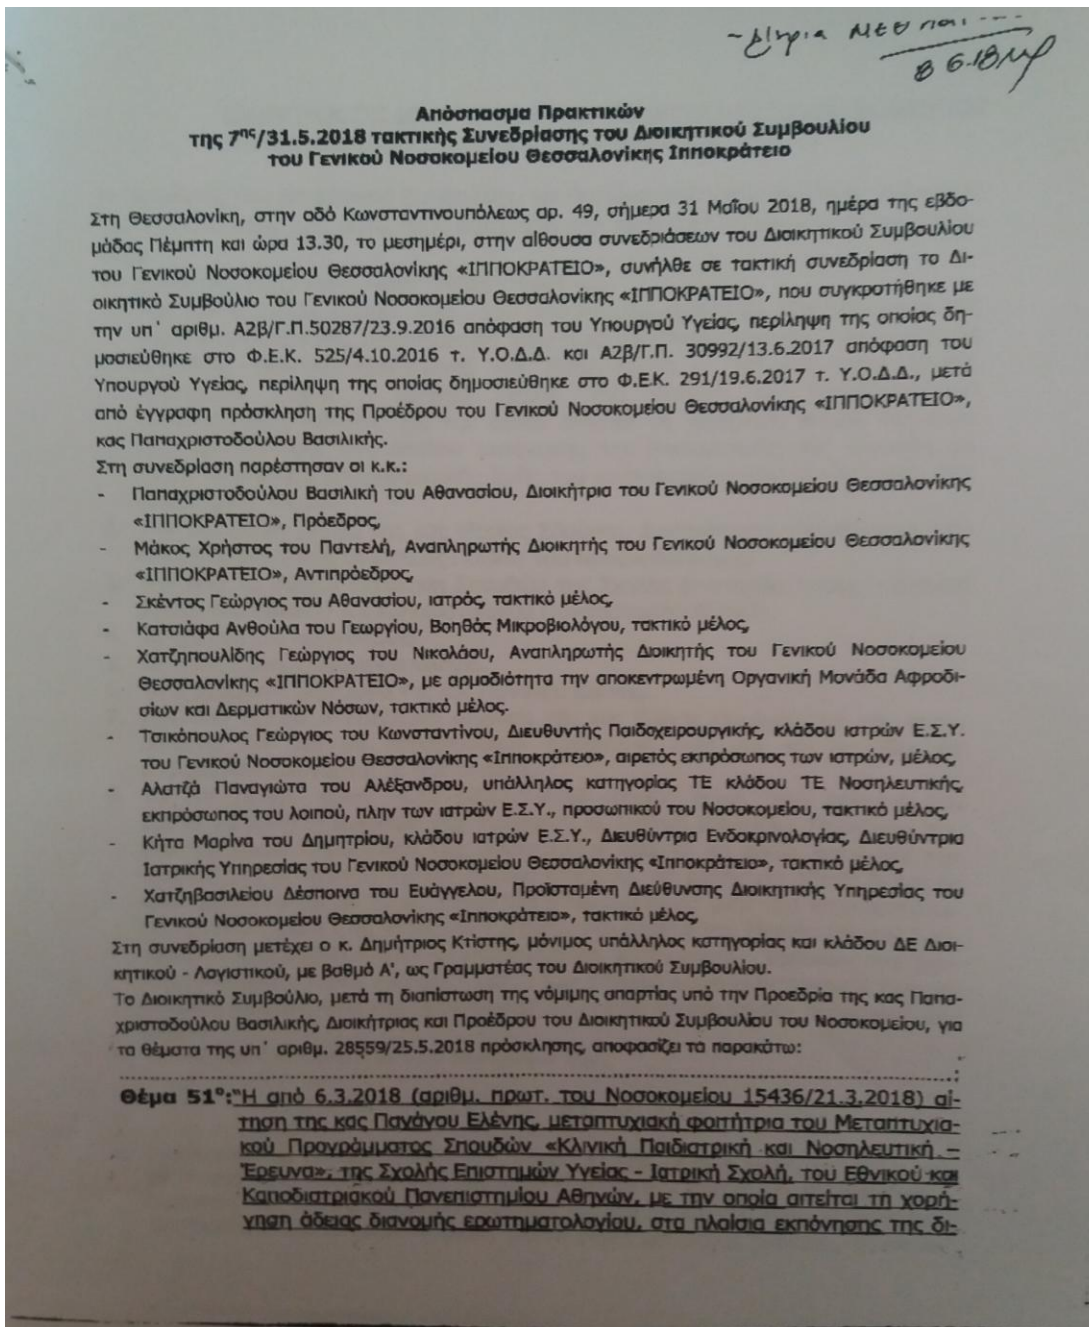 8 6.18
Απόσπασμα Πρακτικών
της 7ης/31.5.2018 τακτικής Συνεδρίασης του Διοικητικού Συμβουλίου
του Γενικού Νοσοκομείου Θεσσαλονίκης Ιπποκράτειο
Στη Θεσσαλονίκη, στην οδό Κωνσταντινουπόλεως αρ. 49, σήμερα 31 Μαΐου 2018, ημέρα της εβδο-
μάδας Πέμπτη και ώρα 13.30, το μεσημέρι, στην αίθουσα συνεδριάσεων του Διοικητικού Συμβουλίου
του Γενικού Νοσοκομείου Θεσσαλονίκης «ΙΠΠΟΚΡΑΤΕΙΟ», συνήλθε σε τακτική συνεδρίαση το Δι-
οικητικό Συμβούλιο του Γενικού Νοσοκομείου Θεσσαλονίκης «ΙΠΠΟΚΡΑΤΕΙΟ», που συγκροτήθηκε με
την υπ΄ αριθμ. Α2β/Γ.Π.50287/23.9.2016 απόφαση του Υπουργού Υγείας, περίληψη της οποίας δη-
μοσιεύθηκε στο Φ.Ε.Κ. 525/4.10.2016 τ. Υ.Ο.Δ.Δ. και Α2β/Γ.Π. 30992/13.6.2017 απόφαση του
Υπουργού Υγείας, περίληψη της οποίας δημοσιεύθηκε στο Φ.Ε.Κ. 291/19.6.2017 τ. Υ.Ο.Δ.Δ., μετά
από έγγραφη πρόσκληση της Προέδρου του Γενικού Νοσοκομείου Θεσσαλονίκης «ΙΠΠΟΚΡΑΤΕΙΟ»,
κας Παπαχριστοδούλου Βασιλικής.
Στη συνεδρίαση παρέστησαν οι κ.κ.:
- Παπαχριστοδούλου Βασιλική του Αθανασίου, Διοικήτρια του Γενικού Νοσοκομείου Θεσσαλονίκης
«ΙΠΠΟΚΡΑΤΕΙΟ», Πρόεδρος,
- Μάκος Χρήστος του Παντελή, Αναπληρωτής Διοικητής του Γενικού Νοσοκομείου Θεσσαλονίκης
«ΙΠΠΟΚΡΑΤΕΙΟ», Αντιπρόεδρος,
- Σκέντος Γεώργιος του Αθανασίου, ιατρός, τακτικό μέλος,
- Κατσιάφα Ανθούλα του Γεωργίου, Βοηθός Μικροβιολόγου, τακτικό μέλος,
- Χατζηπουλίδης Γεώργιος του Νικολάου, Αναπληρωτής Διοικητής του Γενικού Νοσοκομείου
Θεσσαλονίκης «ΙΠΠΟΚΡΑΤΕΙΟ», με αρμοδιότητα την αποκεντρωμένη Οργανική Μονάδα Αφροδι-
σίων και Δερματικών Νόσων, τακτικό μέλος.
- Τσικόπουλος Γεώργιος του Κωνσταντίνου, Διευθυντής Παιδοχειρουργικής, κλάδου ιατρών Ε.Σ.Υ.
του Γενικού Νοσοκομείου Θεσσαλονίκης «Ιπποκράτειο», αιρετός εκπρόσωπος των ιατρών, μέλος,
- Αλατζά Παναγιώτα του Αλέξανδρου, υπάλληλος κατηγορίας ΤΕ κλάδου ΤΕ Νοσηλευτικής,
εκπρόσωπος του λοιπού, πλην των ιατρών Ε.Σ.Υ., προσωπικού του Νοσοκομείου, τακτικό μέλος,
- Κήτα Μαρίνα του Δημητρίου, κλάδου ιατρών Ε.Σ.Υ., Διευθύντρια Ενδοκρινολογίας, Διευθύντρια
Ιατρικής Υπηρεσίας του Γενικού Νοσοκομείου Θεσσαλονίκης «Ιπποκράτειο», τακτικό μέλος,
- Χατζηβασιλείου Δέσποινα του Ευάγγελου, Προϊσταμένη Διεύθυνσης Διοικητικής Υπηρεσίας του
Γενικού Νοσοκομείου Θεσσαλονίκης «Ιπποκράτειο», τακτικό μέλος,
Στη συνεδρίαση μετέχει ο κ. Δημήτριος Κτίστης, μόνιμος υπάλληλος κατηγορίας και κλάδου ΔΕ Διοι-
κητικού - Λογιστικού, με βαθμό Α', ως Γραμματέας του Διοικητικού Συμβουλίου.
Το Διοικητικό Συμβούλιο, μετά τη διαπίστωση της νόμιμης απαρτίας υπό την Προεδρία της κας Παπα-
χριστοδούλου Βασιλικής, Διοικήτριας και Προέδρου του Διοικητικού Συμβουλίου του Νοσοκομείου, για
τα θέματα της υπ΄ αριθμ. 28559/25.5.2018 πρόσκλησης, αποφασίζει τα παρακάτω:
Θέμα 51ο:"Η από 6.3.2018 (αριθμ. πρωτ. του Νοσοκομείου 15436/21.3.2018) αί-
τηση της κας Πανάγου Ελένης, μεταπτυχιακή φοιτήτρια του Μεταπτυχια-
κού Προγράμματος Σπουδών «Κλινική Παιδιατρική και Νοσηλευτική –
Έρευνα», της Σχολής Επιστημών Υγείας - Ιατρική Σχολή, του Εθνικού και
Καποδιστριακού Πανεπιστημίου Αθηνών, με την οποία αιτείται τη χορή-
γηση άδειας διανομής ερωτηματολογίου, στα πλαίσια εκπόνησης της δι-